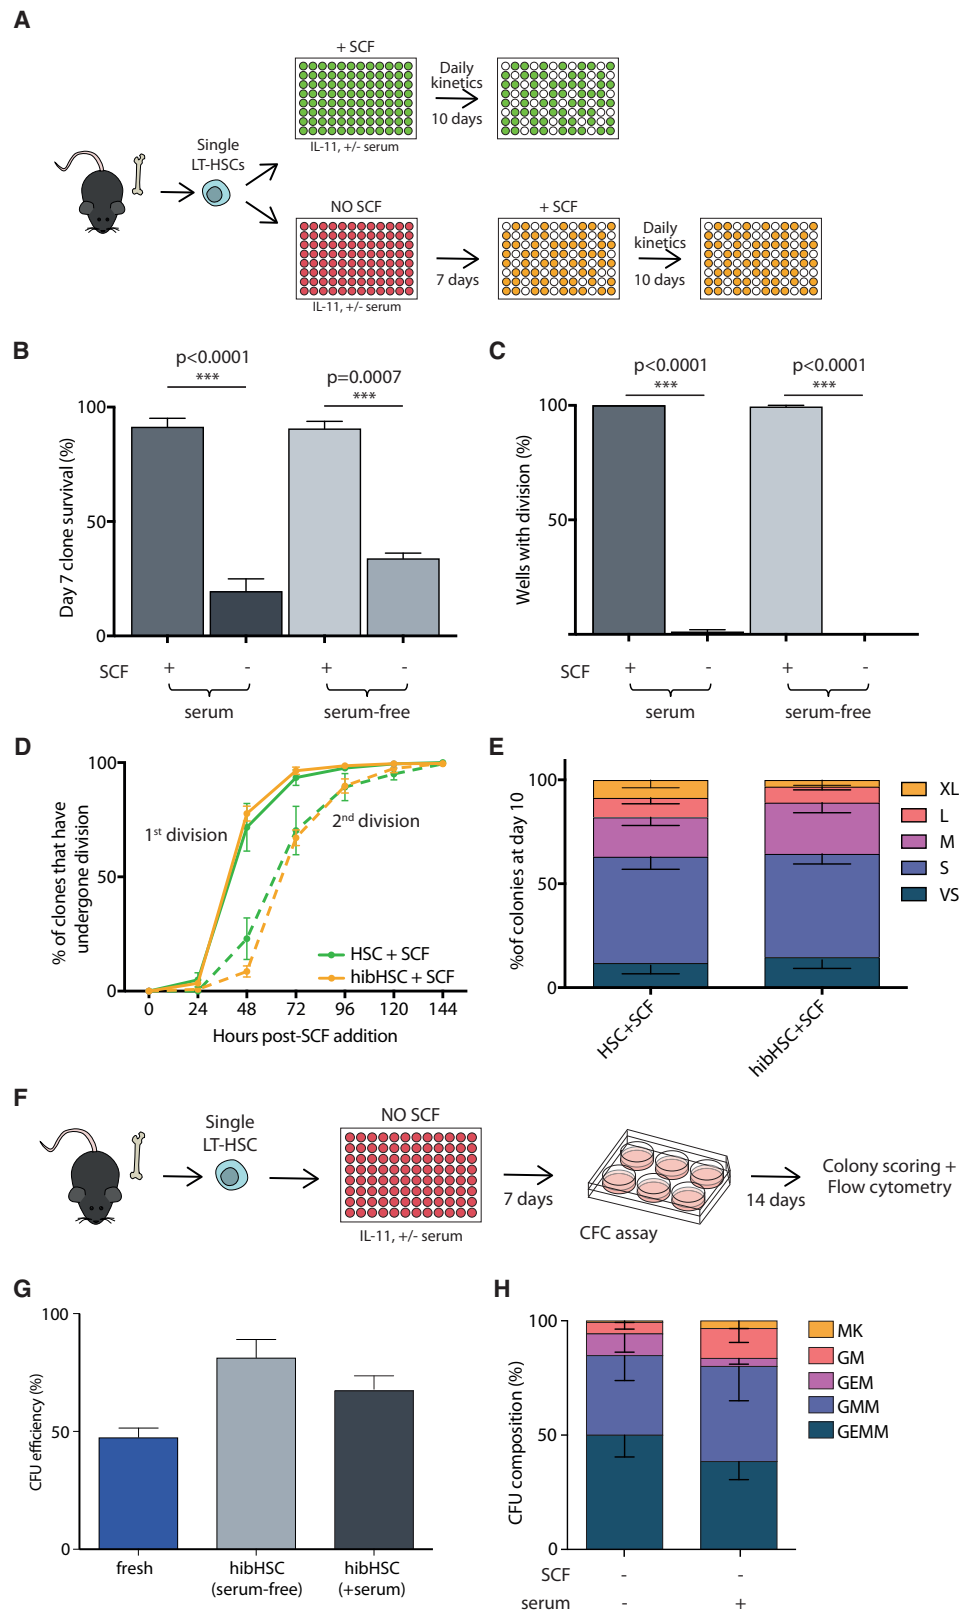 A
+ SCF
Daily
kinetics
10 days
IL-11, +/- serum
Single
LT-HSCs
NO SCF
+ SCF
Daily
kinetics
7 days
10 days
IL-11, +/- serum
B
p<0.0001
***
p=0.0007
***
Day 7 clone survival (%)
100
50
0
SCF + - + -
serum serum-free
C
p<0.0001
***
p<0.0001
***
Wells with division (%)
100
50
SCF + - + -
serum serum-free
D
% of clones that have
undergone division
100
50
0
1st division
2nd division
HSC + SCF
hibHSC + SCF
0 24 48 72 96 120 144
Hours post-SCF addition
E
%of colonies at day 10
100
50
0
XL
L
M
S
VS
HSC+SCF
hibHSC+SCF
F
Single
LT-HSC
NO SCF
IL-11, +/- serum
7 days
CFC assay
14 days
Colony scoring +
Flow cytometry
G
CFU efficiency (%)
100
50
0
fresh
hibHSC
(serum-free)
hibHSC
(+serum)
H
CFU composition (%)
100
50
0
MK
GM
GEM
GMM
GEMM
SCF - -
serum - +